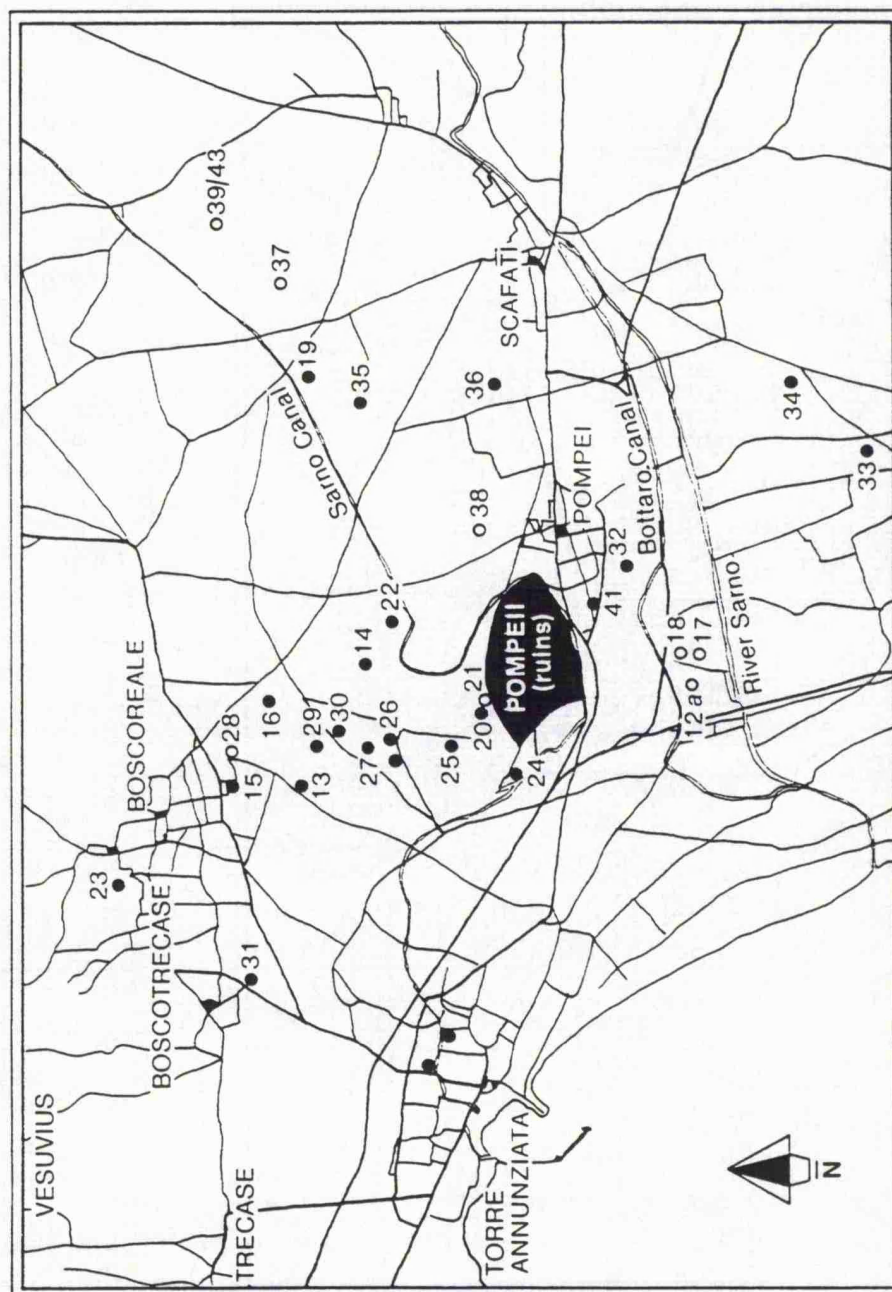 VESUVIUS
TRECASE
BOSCOTRECASE
BOSCOREALE
23
31
15
28
16
13
29
30
27
26
14
22
25
20
21
24
Sarno Canal
19
35
37
39/43
36
38
SCAFATI
POMPEI
POMPEII
(ruins)
41
32
Bottaro Canal
12a
18
17
River Sarno
34
33
TORRE
ANNUNZIATA
N